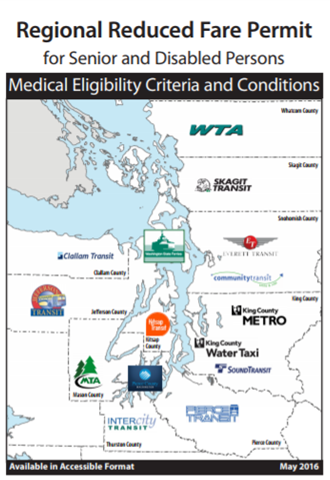 Regional Reduced Fare Permit
for Senior and Disabled Persons
Medical Eligibility Criteria and Conditions
Whatcom County
WTA
Skagit County
SKAGIT
TRANSIT
Snohomish County
Washington State Ferries
ET
EVERETT TRANSIT
Clallam Transit
Clallam County
communitytransit
King County
JEFFERSON
TRANSIT
Jefferson County
Kitsap
Transit
Kitsap
County
King County
METRO
King County
Water Taxi
SOUNDTRANSIT
MTA
Mason County
PIERCE
TRANSIT
INTERcity
TRANSIT
Thurston County
Pierce County
Available in Accessible Format
May 2016